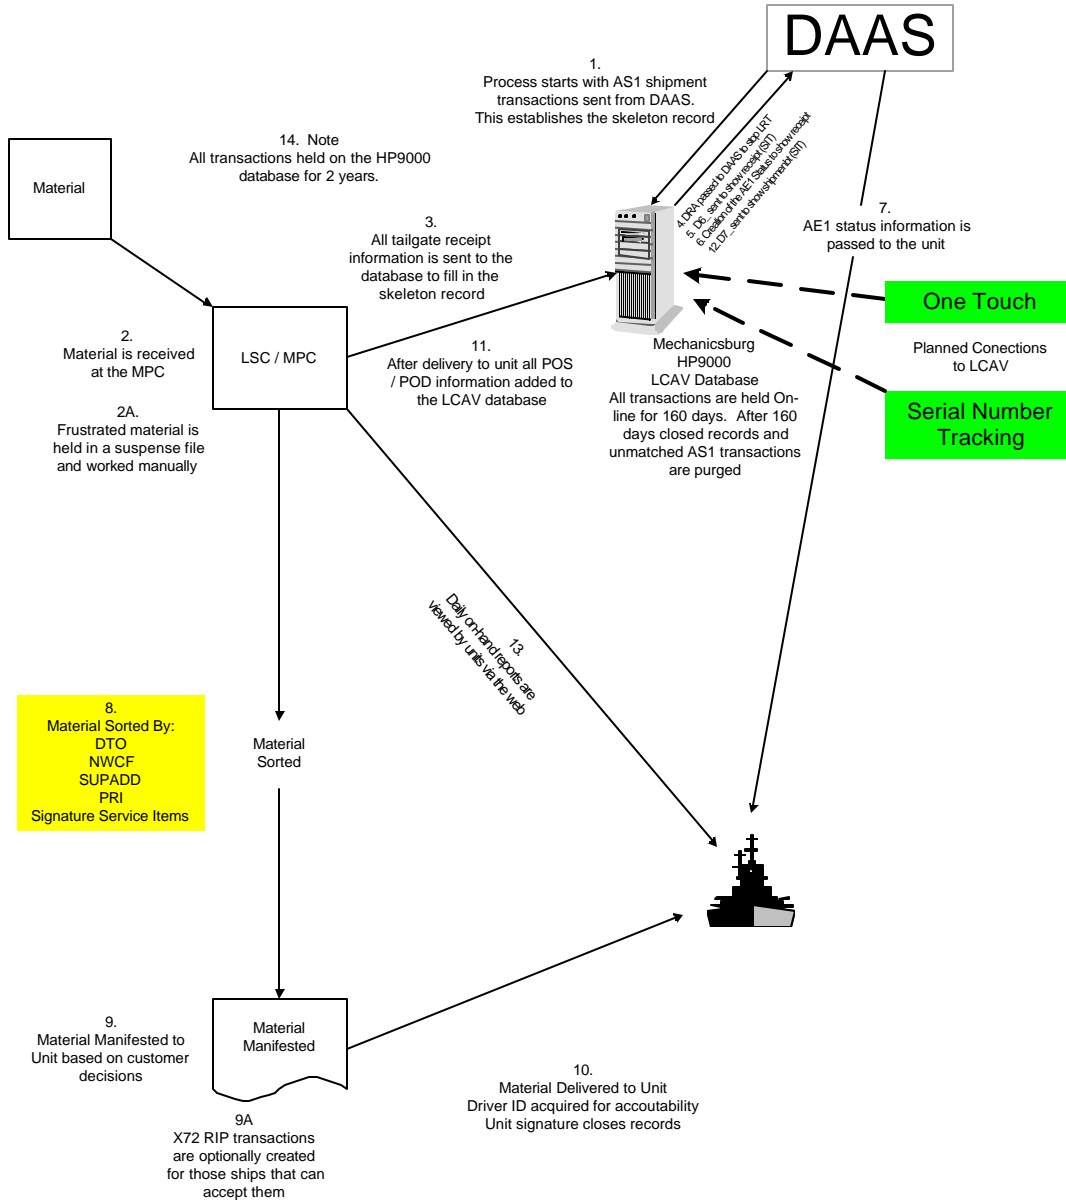 DAAS
1.
Process starts with AS1 shipment
transactions sent from DAAS.
This establishes the skeleton record
14. Note
All transactions held on the HP9000
database for 2 years.
Material
4. DRA passed to DAAS to stop LRT
5. D6_ sent to show receipt (SIT)
6. Creation of the AE1 Status to show receipt
12. D7_ sent to show shipment (SIT)
7.
AE1 status information is
passed to the unit
3.
All tailgate receipt
information is sent to the
database to fill in the
skeleton record
One Touch
Planned Conections
to LCAV
Serial Number
Tracking
2.
Material is received
at the MPC
LSC / MPC
11.
After delivery to unit all POS
/ POD information added to
the LCAV database
Mechanicsburg
HP9000
LCAV Database
All transactions are held On-
line for 160 days. After 160
days closed records and
unmatched AS1 transactions
are purged
2A.
Frustrated material is
held in a suspense file
and worked manually
13.
Daily on-hand reports are
viewed by units via the web
8.
Material Sorted By:
DTO
NWCF
SUPADD
PRI
Signature Service Items
Material
Sorted
9.
Material Manifested to
Unit based on customer
decisions
Material
Manifested
10.
Material Delivered to Unit
Driver ID acquired for accoutability
Unit signature closes records
9A
X72 RIP transactions
are optionally created
for those ships that can
accept them